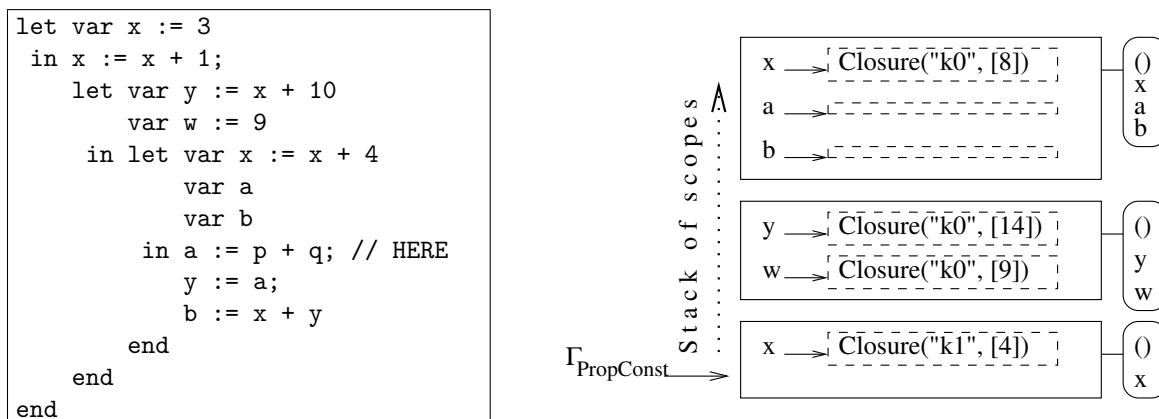 let var x := 3
in x := x + 1;
let var y := x + 10
var w := 9
in let var x := x + 4
var a
var b
in a := p + q; // HERE
y := a;
b := x + y
end
end
end
Stack of scopes
Γ PropConst
x Closure("k0", [8])
a
b
()
x
a
b
y Closure("k0", [14])
w Closure("k0", [9])
()
y
w
x Closure("k1", [4])
()
x